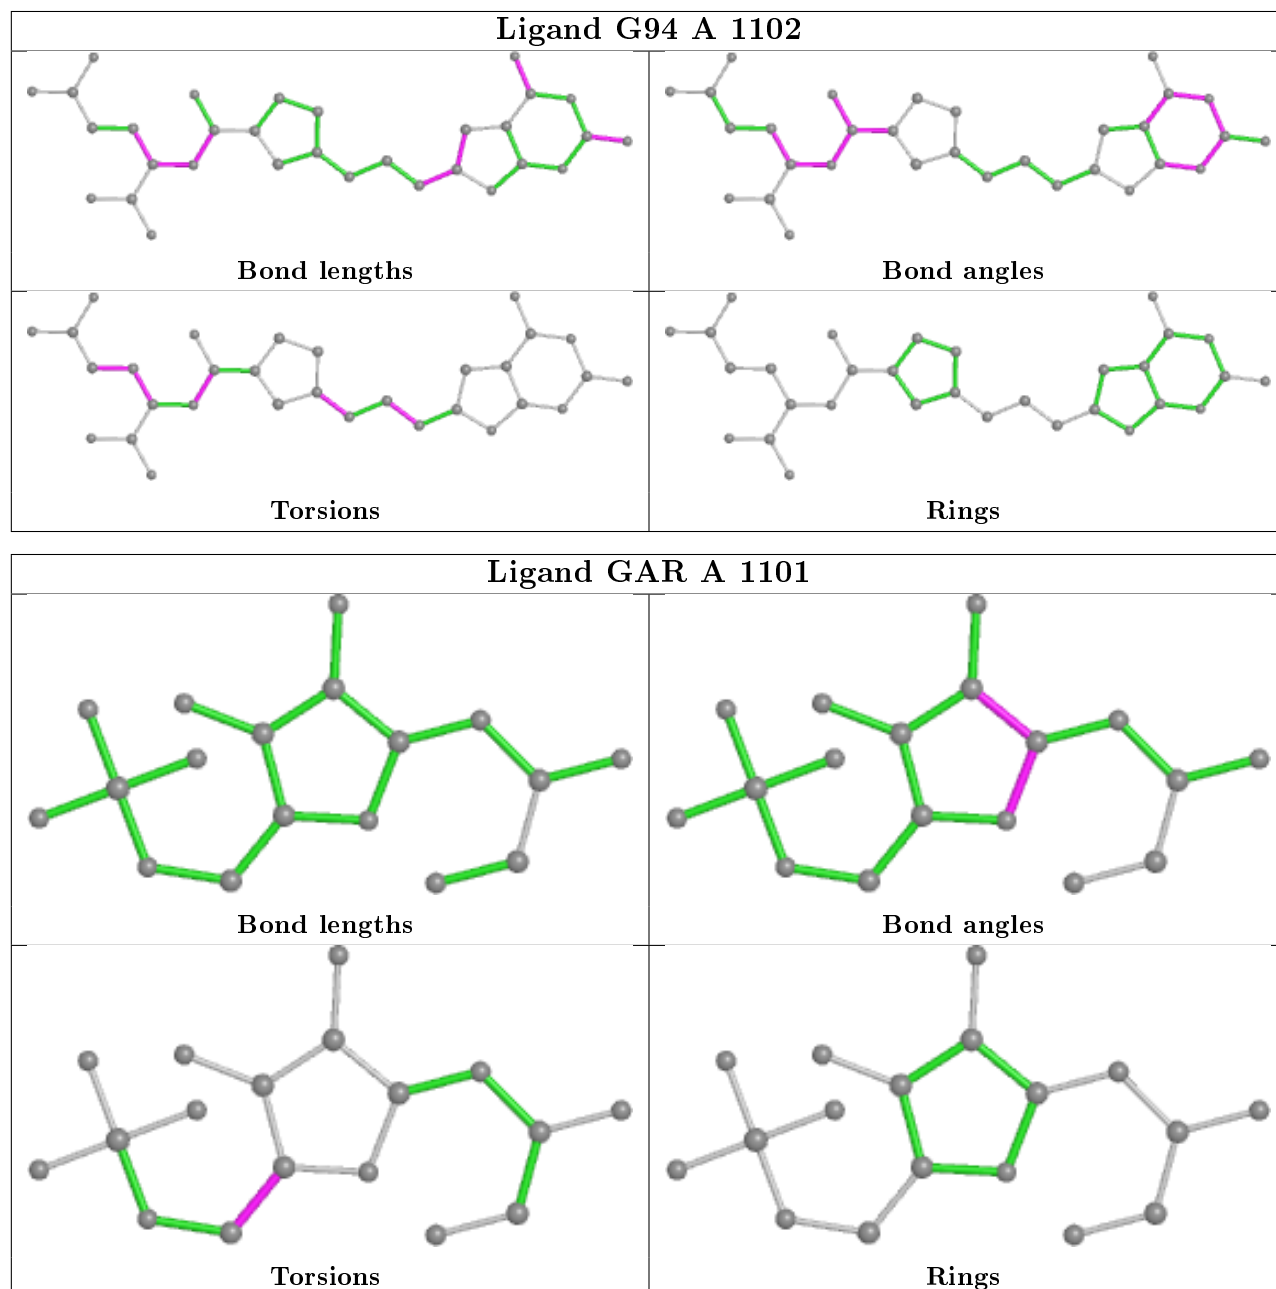 Ligand G94 A 1102
Bond lengths
Bond angles
Torsions
Rings
Ligand GAR A 1101
Bond lengths
Bond angles
Torsions
Rings